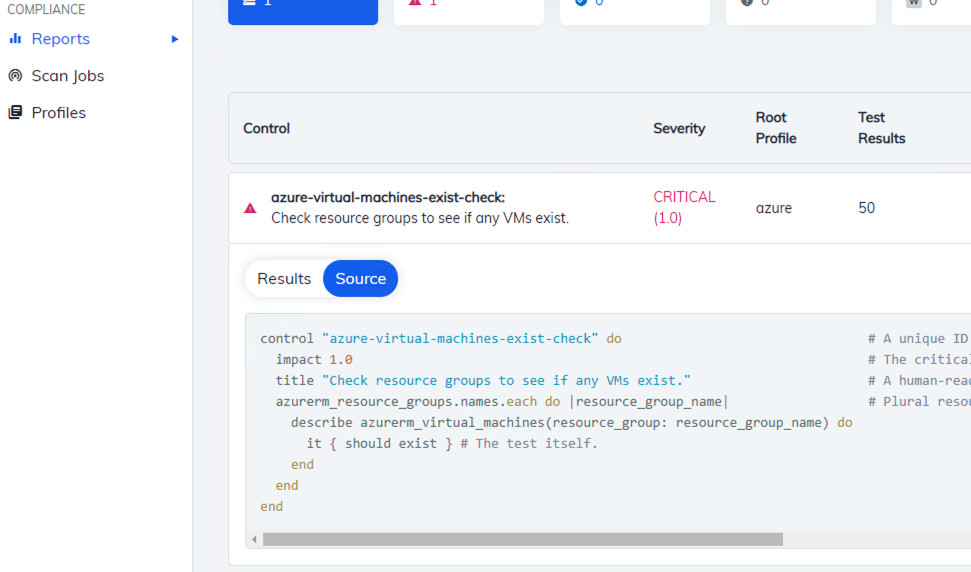 COMPLIANCE
Reports
Scan Jobs
Profiles
1
1
0
0
W 0
Control
Severity
Root
Profile
Test
Results
azure-virtual-machines-exist-check:
Check resource groups to see if any VMs exist.
CRITICAL
(1.0)
azure
50
Results
Source
control "azure-virtual-machines-exist-check" do # A unique ID
impact 1.0 # The critical
title "Check resource groups to see if any VMs exist." # A human-rea
azurerm_resource_groups.names.each do |resource_group_name| # Plural resou
describe azurerm_virtual_machines(resource_group: resource_group_name) do
it { should exist } # The test itself.
end
end
end